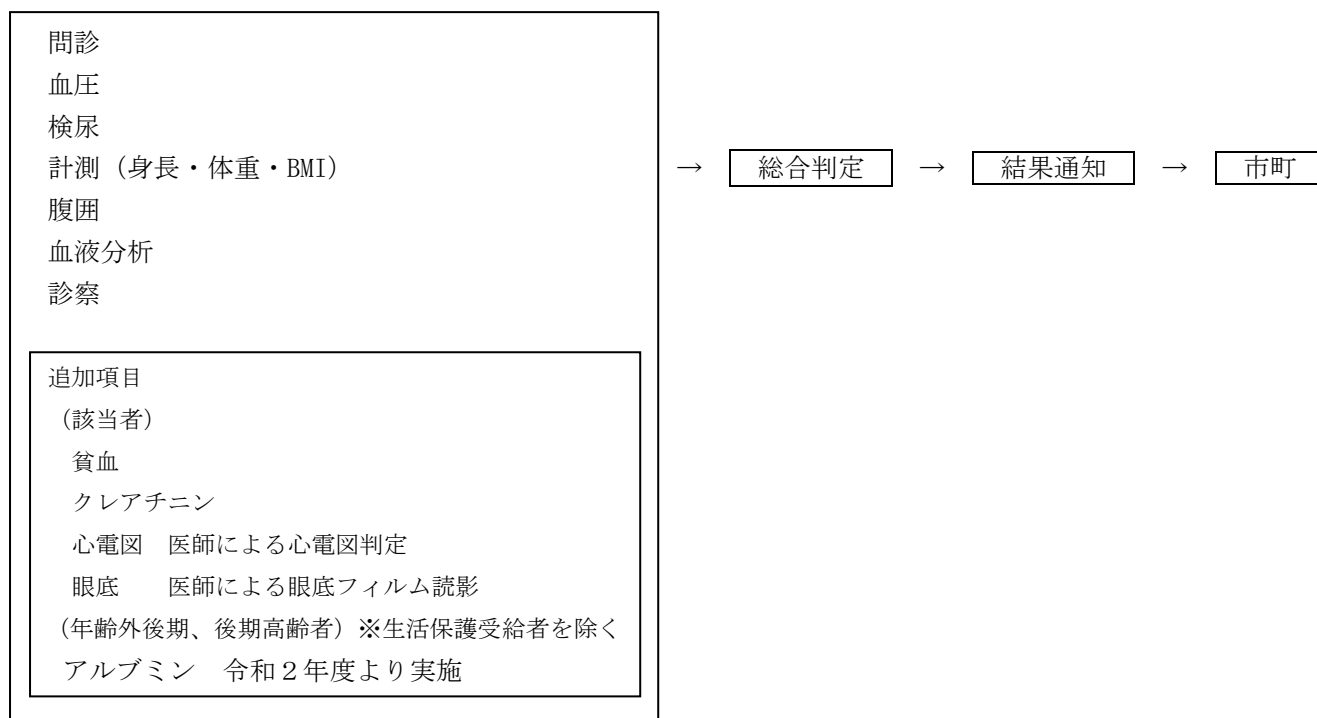 問診
血圧
検尿
計測（身長・体重・BMI） → 総合判定 → 結果通知 → 市町
腹囲
血液分析
診察
追加項目
（該当者）
貧血
クレアチニン
心電図　医師による心電図判定
眼底　　医師による眼底フィルム読影
（年齢外後期、後期高齢者）※生活保護受給者を除く
アルブミン　令和２年度より実施